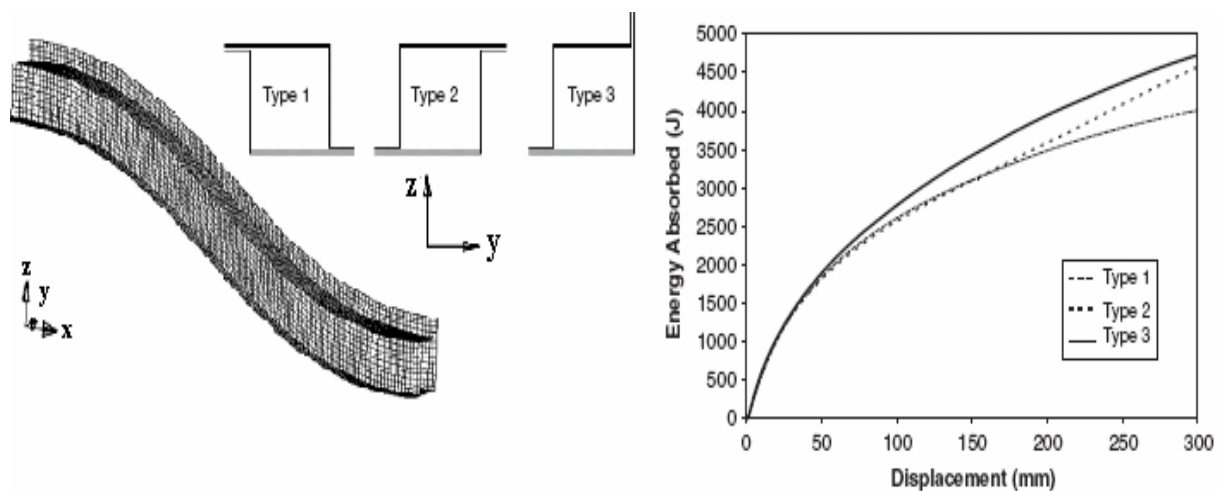 Type 1
Type 2
Type 3
z
y
z
y
x
Energy Absorbed (J)
5000
4500
4000
3500
3000
2500
2000
1500
1000
500
0
0 50 100 150 200 250 300
Displacement (mm)
Type 1
Type 2
Type 3